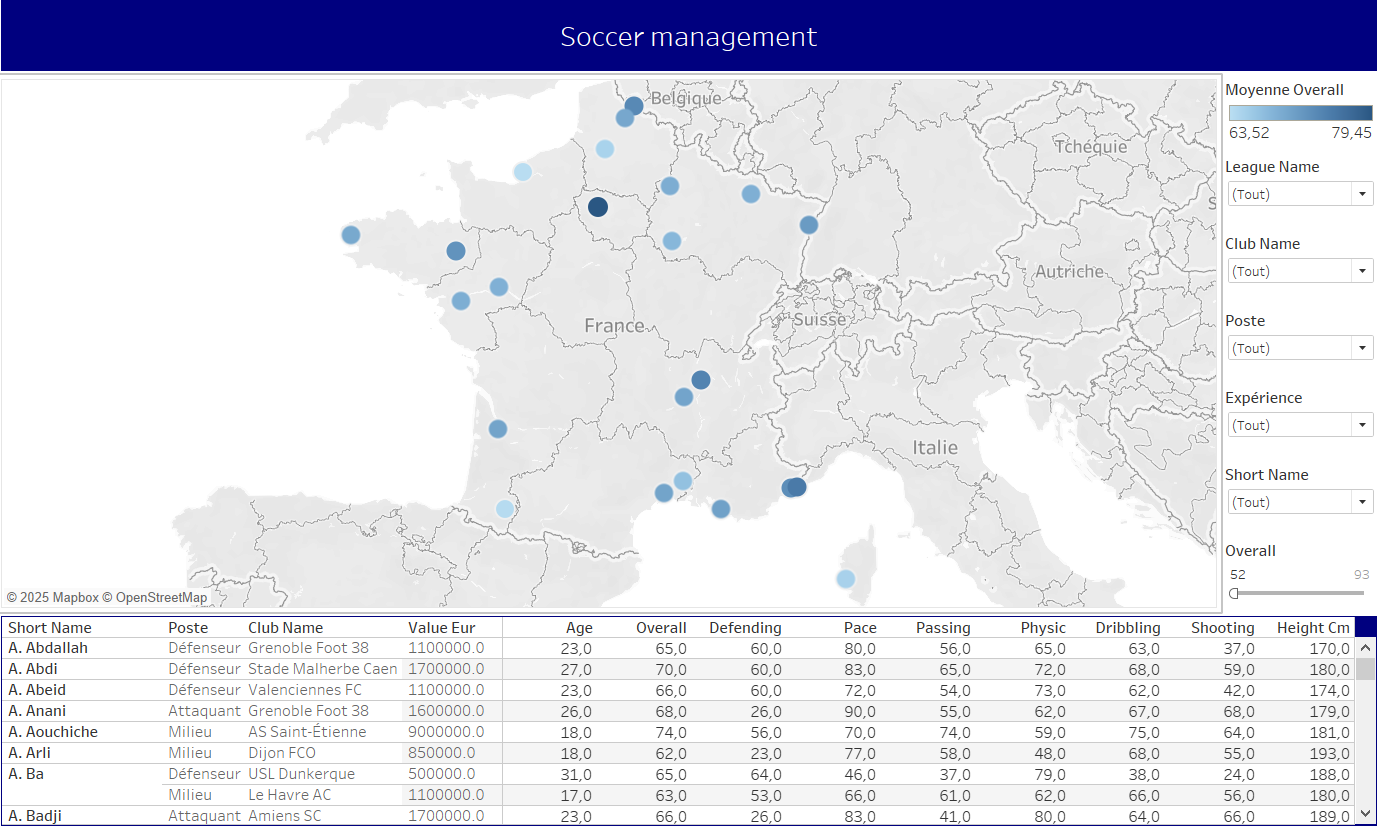 Soccer management
Belgique
Tchéquie
Autriche
Suisse
France
Italie
S
© 2025 Mapbox © OpenStreetMap
Moyenne Overall
63,52 79,45
League Name
(Tout)
Club Name
(Tout)
Poste
(Tout)
Expérience
(Tout)
Short Name
(Tout)
Overall
52 93
Short Name Poste Club Name Value Eur Age Overall Defending Pace Passing Physic Dribbling Shooting Height Cm
A. Abdallah Défenseur Grenoble Foot 38 1100000.0 23,0 65,0 60,0 80,0 56,0 65,0 63,0 37,0 170,0
A. Abdi Défenseur Stade Malherbe Caen 1700000.0 27,0 70,0 60,0 83,0 65,0 72,0 68,0 59,0 180,0
A. Abeid Défenseur Valenciennes FC 1100000.0 23,0 66,0 60,0 72,0 54,0 73,0 62,0 42,0 174,0
A. Anani Attaquant Grenoble Foot 38 1600000.0 26,0 68,0 26,0 90,0 55,0 62,0 67,0 68,0 179,0
A. Aouchiche Milieu AS Saint-Étienne 9000000.0 18,0 74,0 56,0 70,0 74,0 59,0 75,0 64,0 181,0
A. Arli Milieu Dijon FCO 850000.0 18,0 62,0 23,0 77,0 58,0 48,0 68,0 55,0 193,0
A. Ba Défenseur USL Dunkerque 500000.0 31,0 65,0 64,0 46,0 37,0 79,0 38,0 24,0 188,0
Milieu Le Havre AC 1100000.0 17,0 63,0 53,0 66,0 61,0 62,0 66,0 56,0 180,0
A. Badji Attaquant Amiens SC 1700000.0 23,0 66,0 26,0 83,0 41,0 80,0 64,0 66,0 189,0